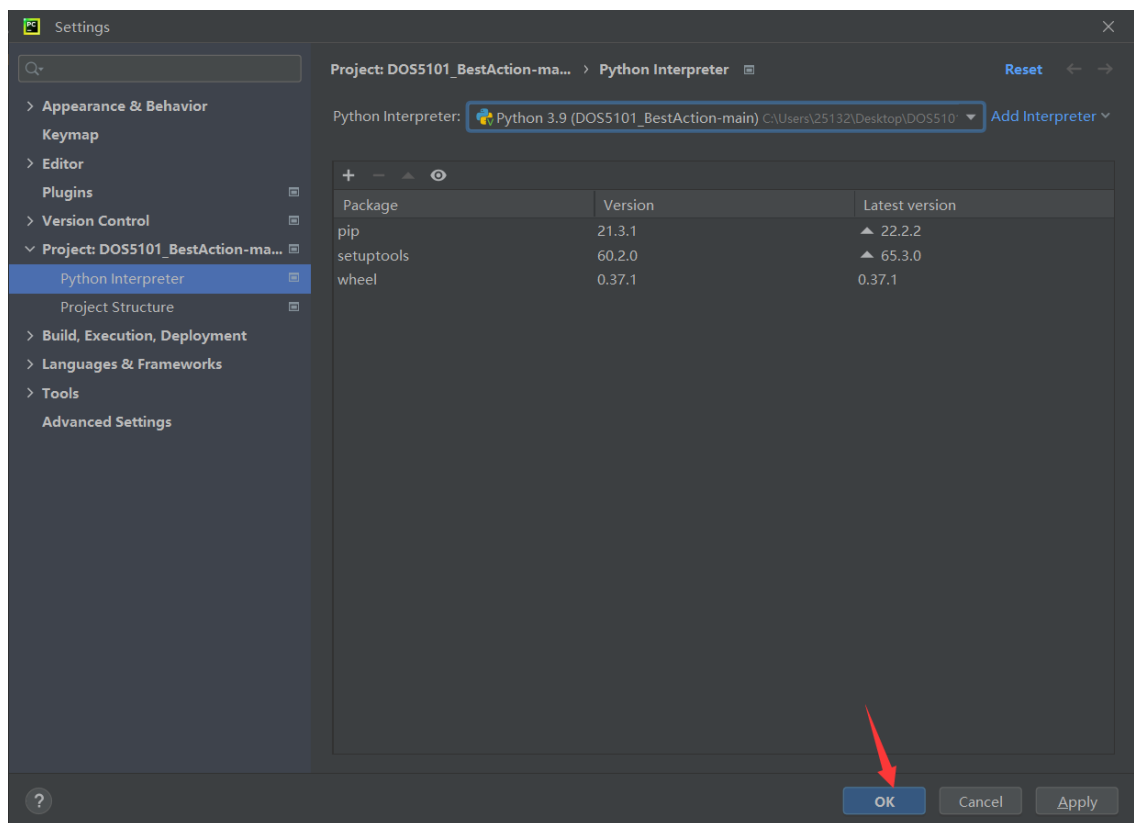 PC Settings
Project: DOS5101_BestAction-ma... > Python Interpreter
Reset
Appearance & Behavior
Keymap
Editor
Plugins
Version Control
Project: DOS5101_BestAction-ma...
Python Interpreter
Project Structure
Build, Execution, Deployment
Languages & Frameworks
Tools
Advanced Settings
Python Interpreter: Python 3.9 (DOS5101_BestAction-main) C:\Users\25132\Desktop\DOS510 Add Interpreter
Package Version Latest version
pip 21.3.1 22.2.2
setuptools 60.2.0 65.3.0
wheel 0.37.1 0.37.1
?
OK Cancel Apply